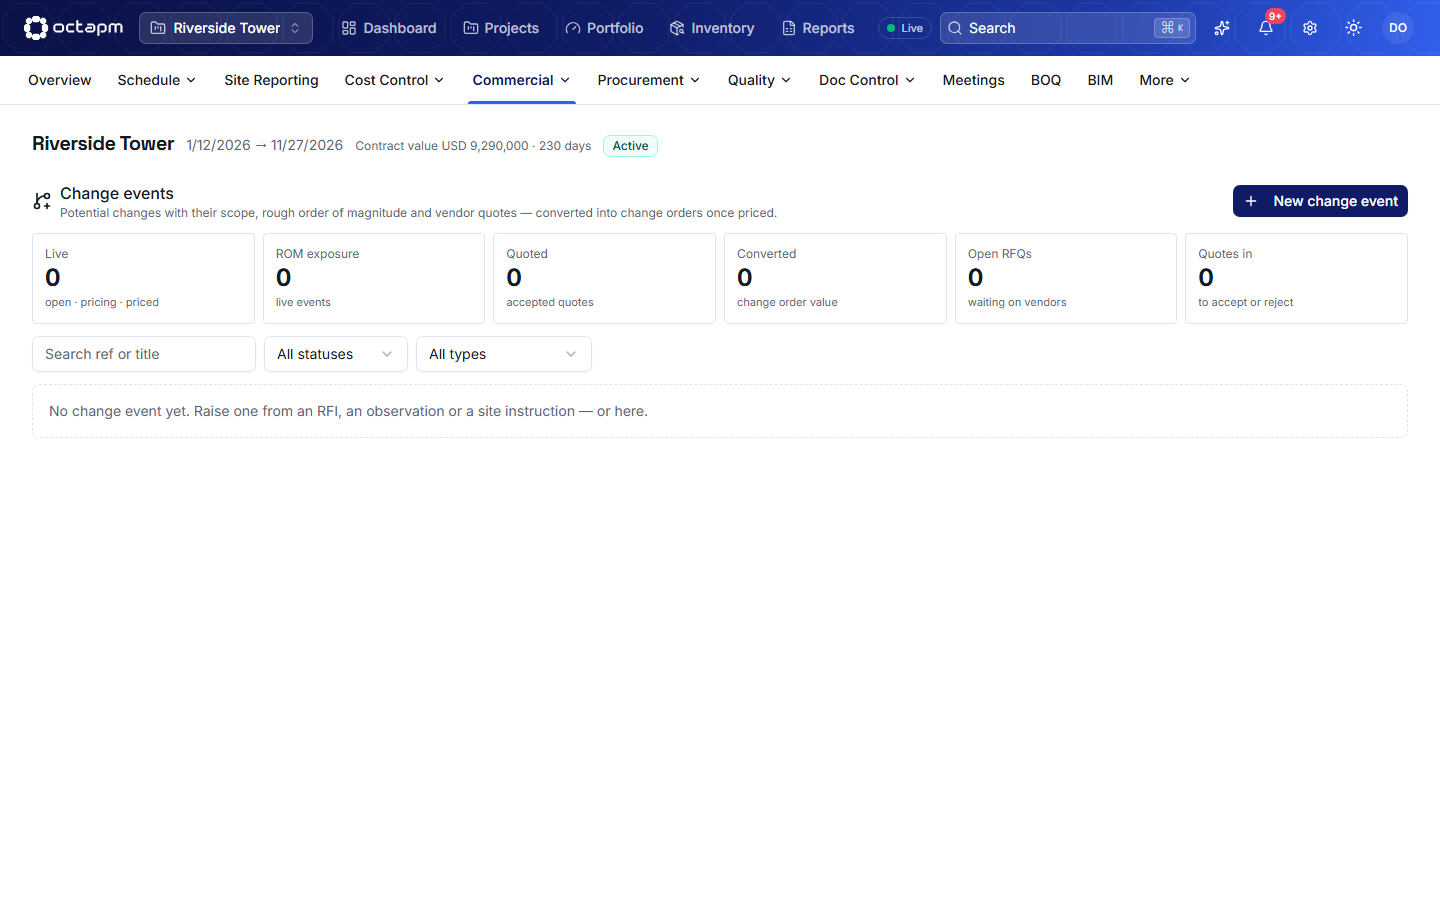 octapm
Riverside Tower
Dashboard
Projects
Portfolio
Inventory
Reports
Live
Search
⌘ K
9+
DO
Overview
Schedule
Site Reporting
Cost Control
Commercial
Procurement
Quality
Doc Control
Meetings
BOQ
BIM
More
Riverside Tower 1/12/2026 → 11/27/2026 Contract value USD 9,290,000 · 230 days Active
Change events
Potential changes with their scope, rough order of magnitude and vendor quotes — converted into change orders once priced.
New change event
Live
0
open · pricing · priced
ROM exposure
0
live events
Quoted
0
accepted quotes
Converted
0
change order value
Open RFQs
0
waiting on vendors
Quotes in
0
to accept or reject
Search ref or title
All statuses
All types
No change event yet. Raise one from an RFI, an observation or a site instruction — or here.